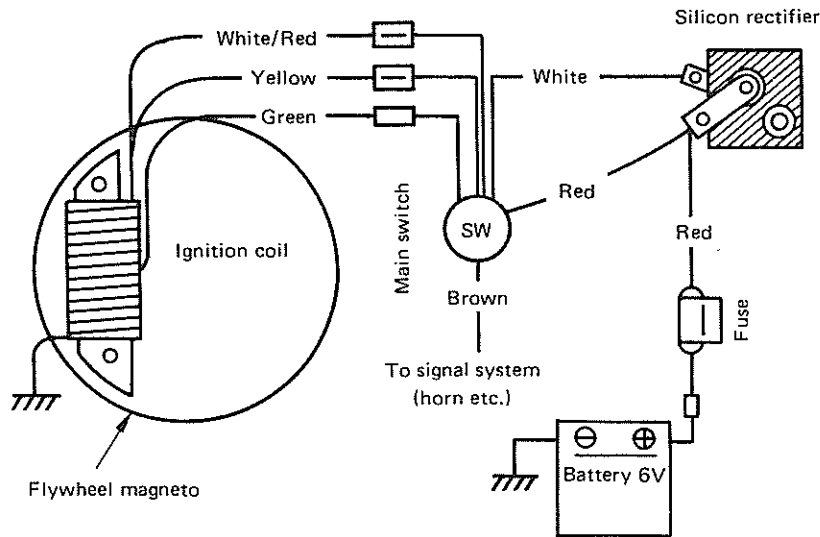 Silicon rectifier
White/Red
Yellow
White
Green
Red
Main switch
SW
Ignition coil
Red
Brown
Fuse
To signal system
(horn etc.)
Battery 6V
Flywheel magneto